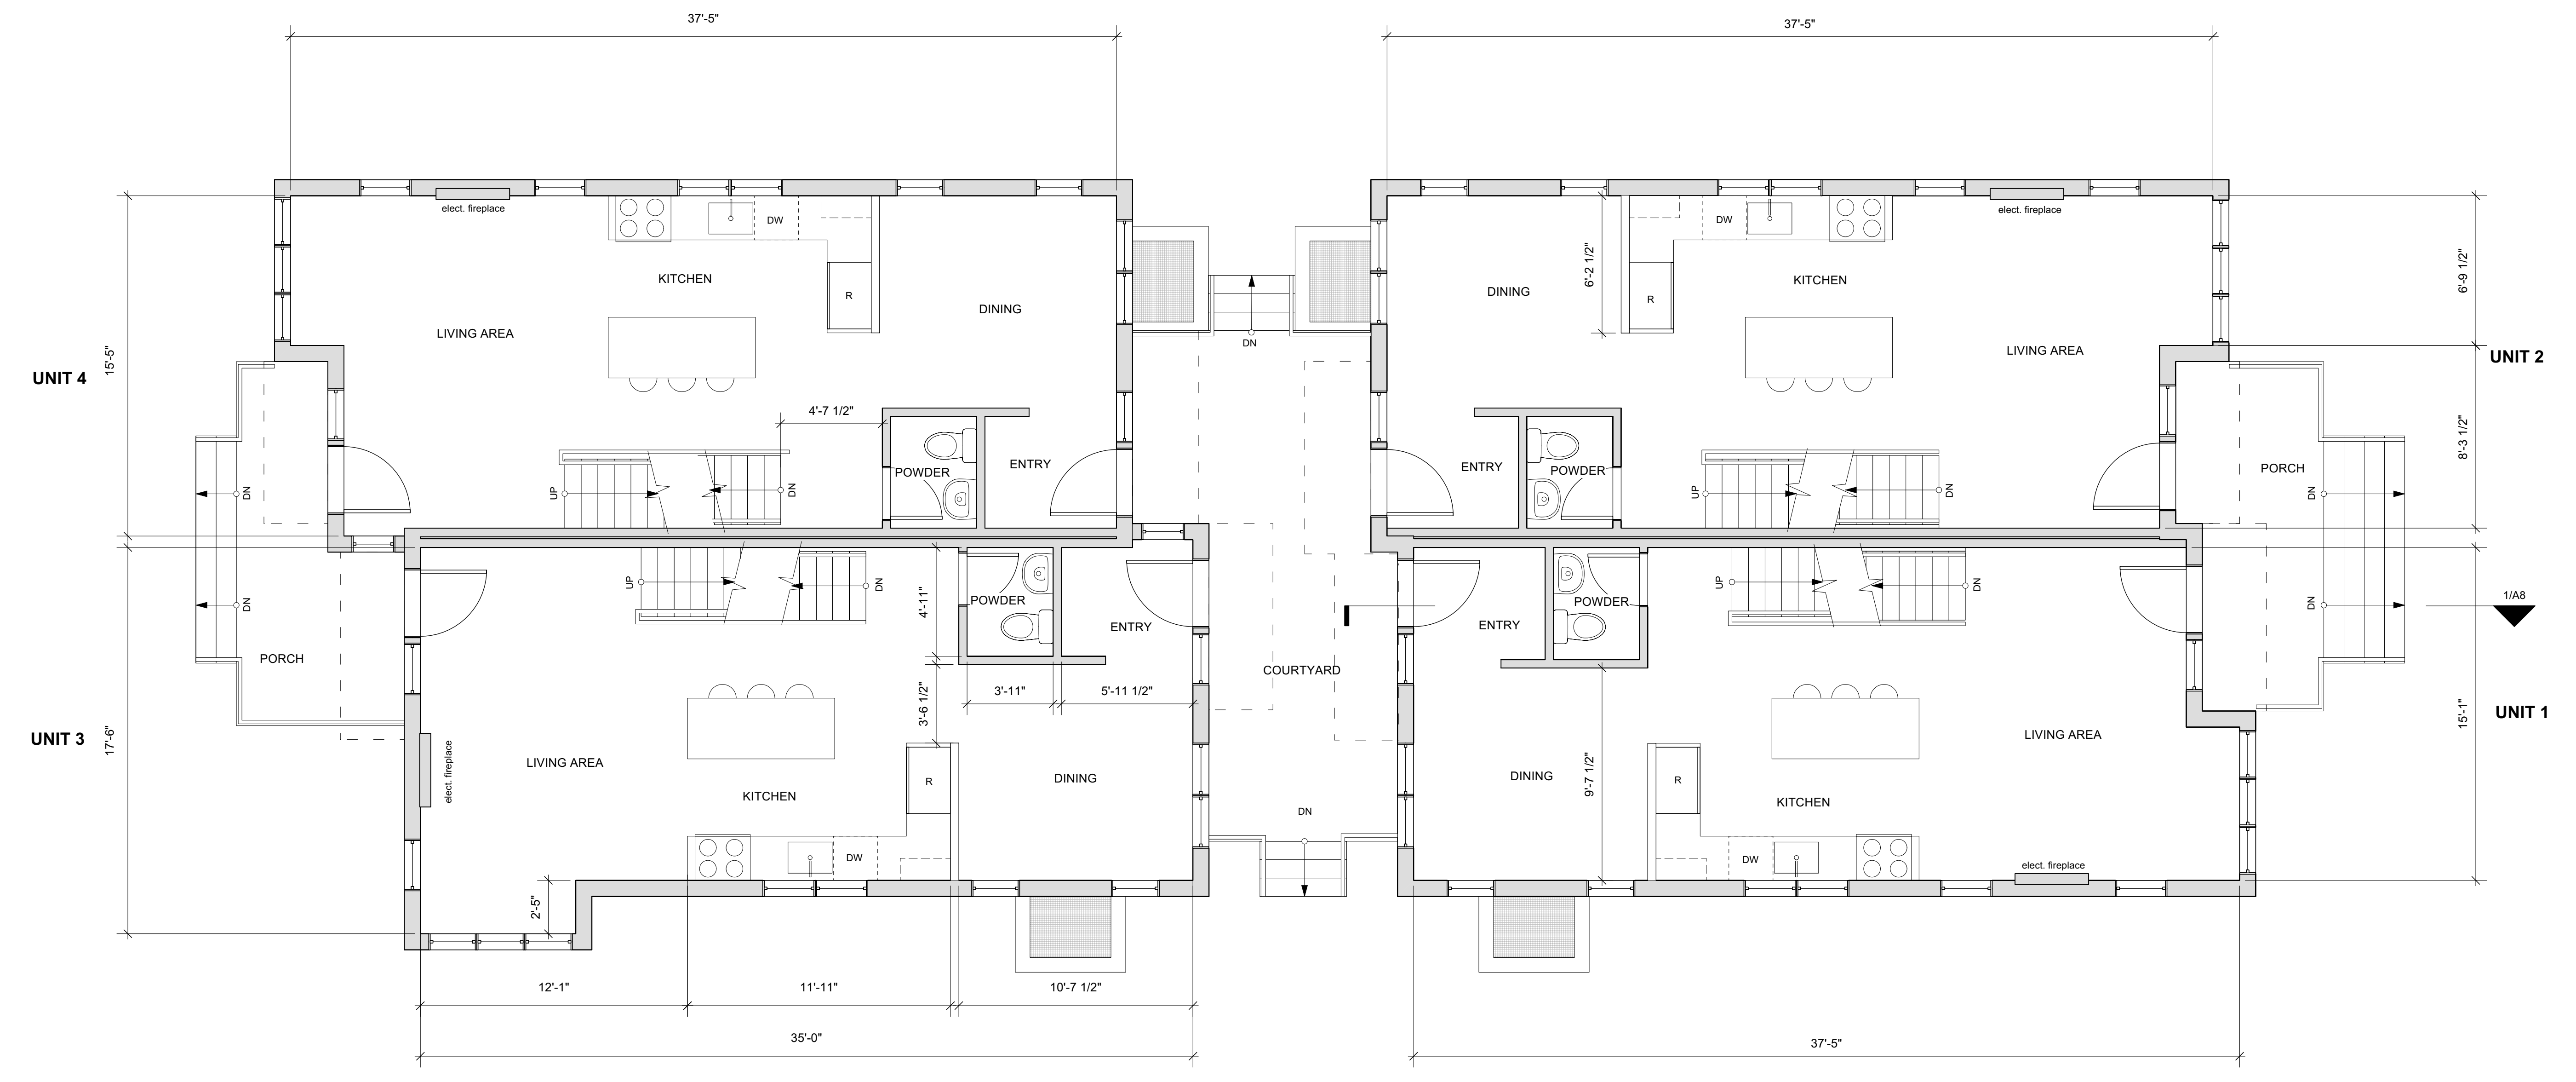 37'-5"
37'-5"
elect. fireplace
DW
KITCHEN
R
LIVING AREA
DINING
UNIT 4
15'-5"
4'-7 1/2"
POWDER
ENTRY
UP
DN
DN
DN
PORCH
DN
DN
elect. fireplace
DW
KITCHEN
R
6'-2 1/2"
DINING
LIVING AREA
6'-9 1/2"
UNIT 2
8'-3 1/2"
ENTRY
POWDER
UP
DN
PORCH
DN
DN
UNIT 3
17'-6"
UP
DN
4'-11"
POWDER
ENTRY
3'-11"
5'-11 1/2"
3'-6 1/2"
LIVING AREA
elect. fireplace
KITCHEN
R
DINING
DW
2'-5"
COURTYARD
DN
ENTRY
POWDER
UP
DN
1/A8
UNIT 1
15'-1"
DINING
9'-7 1/2"
R
LIVING AREA
KITCHEN
DW
elect. fireplace
12'-1"
11'-11"
10'-7 1/2"
35'-0"
37'-5"